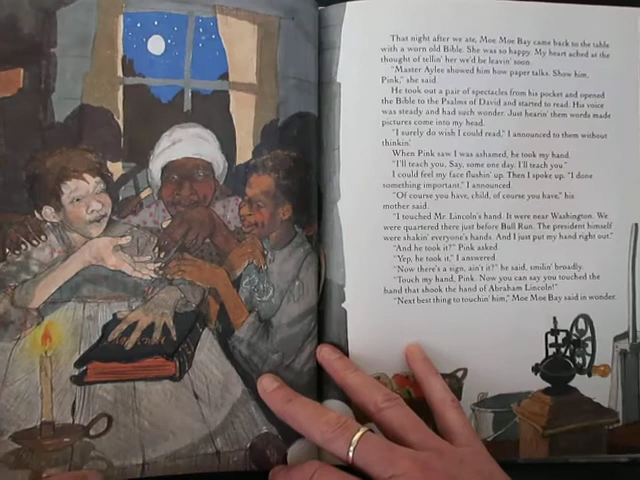 That night after we ate, Moe Moe Bay came back to the table
with a worn old Bible. She was so happy. My heart ached at the
thought of tellin' her we'd be leavin' soon.
"Master Aylee showed him how paper talks. Show him,
Pink," she said.
He took out a pair of spectacles from his pocket and opened
the Bible to the Psalms of David and started to read. His voice
was steady and had such wonder. Just hearin' them words made
pictures come into my head.
"I surely do wish I could read," I announced to them without
thinkin'.
When Pink saw I was ashamed, he took my hand.
"I'll teach you, Say, some one day. I'll teach you."
I could feel my face flushin' up. Then I spoke up. "I done
something important," I announced.
"Of course you have, child, of course you have," his
mother said.
"I touched Mr. Lincoln's hand. It were near Washington. We
were quartered there just before Bull Run. The president himself
were shakin' everyone's hands. And I just put my hand right out."
"And he took it?" Pink asked.
"Yep, he took it," I answered.
"Now there's a sign, ain't it?" he said, smilin' broadly.
"Touch my hand, Pink. Now you can say you touched the
hand that shook the hand of Abraham Lincoln!"
"Next best thing to touchin' him," Moe Moe Bay said in wonder.